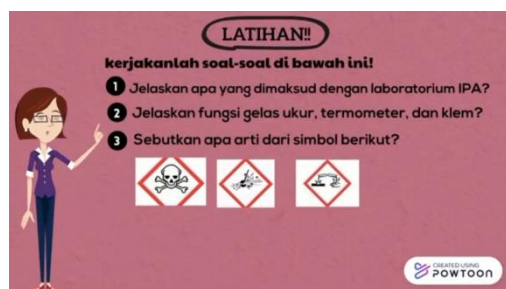 LATIHAN!!
kerjakanlah soal-soal di bawah ini!
1 Jelaskan apa yang dimaksud dengan laboratorium IPA?
2 Jelaskan fungsi gelas ukur, termometer, dan klem?
3 Sebutkan apa arti dari simbol berikut?
CREATED USING
POWTOON